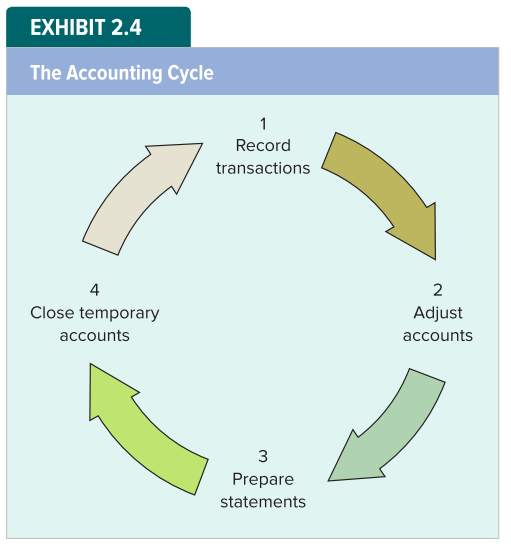 EXHIBIT 2.4
The Accounting Cycle
1
Record
transactions
2
Adjust
accounts
3
Prepare
statements
4
Close temporary
accounts